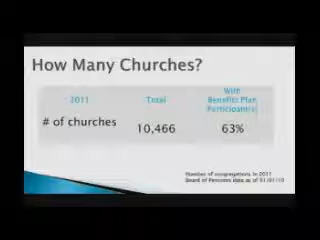 How Many Churches?
2011 Total With
Benefits Plan
Participant(s)
# of churches 10,466 63%
Number of congregations in 2011
Board of Pensions data as of 01/01/10